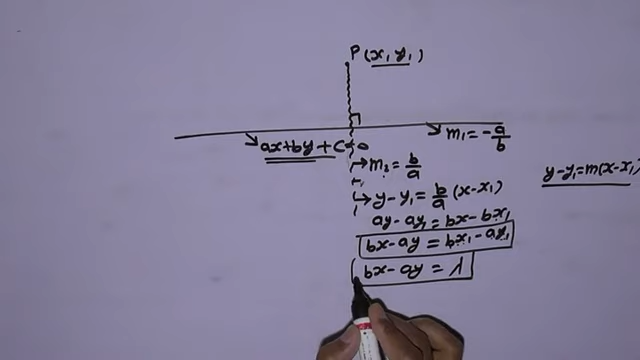 P(x₁ y₁)
m₁ = -a/b
ax+by+C=0
m₂ = b/a
y-y₁=m(x-x₁)
y-y₁ = b/a (x-x₁)
ay-ay₁ = bx-bx₁
bx-ay = bx₁-ay₁
bx-ay = λ